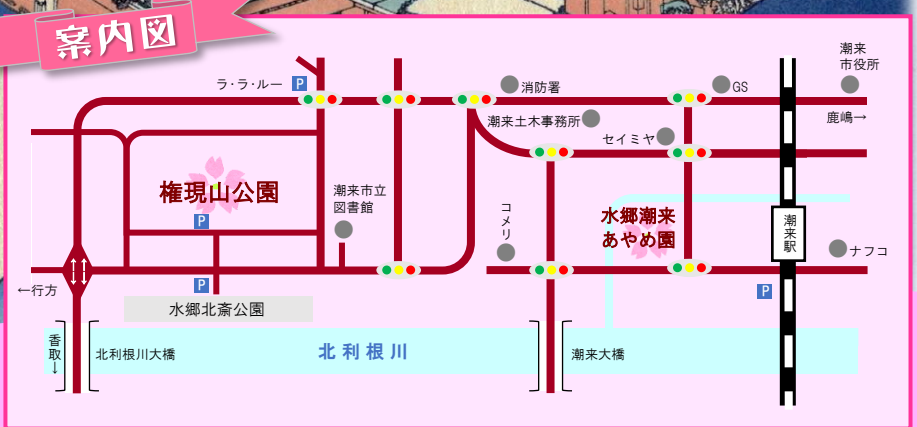 案内図
ラ・ラ・ルー
P
消防署
GS
潮来
市役所
潮来土木事務所
鹿嶋→
セイミヤ
権現山公園
P
潮来市立
図書館
コメリ
水郷潮来
あやめ園
潮来駅
ナフコ
←行方
P
P
水郷北斎公園
香取↓
北利根川大橋
北利根川
潮来大橋